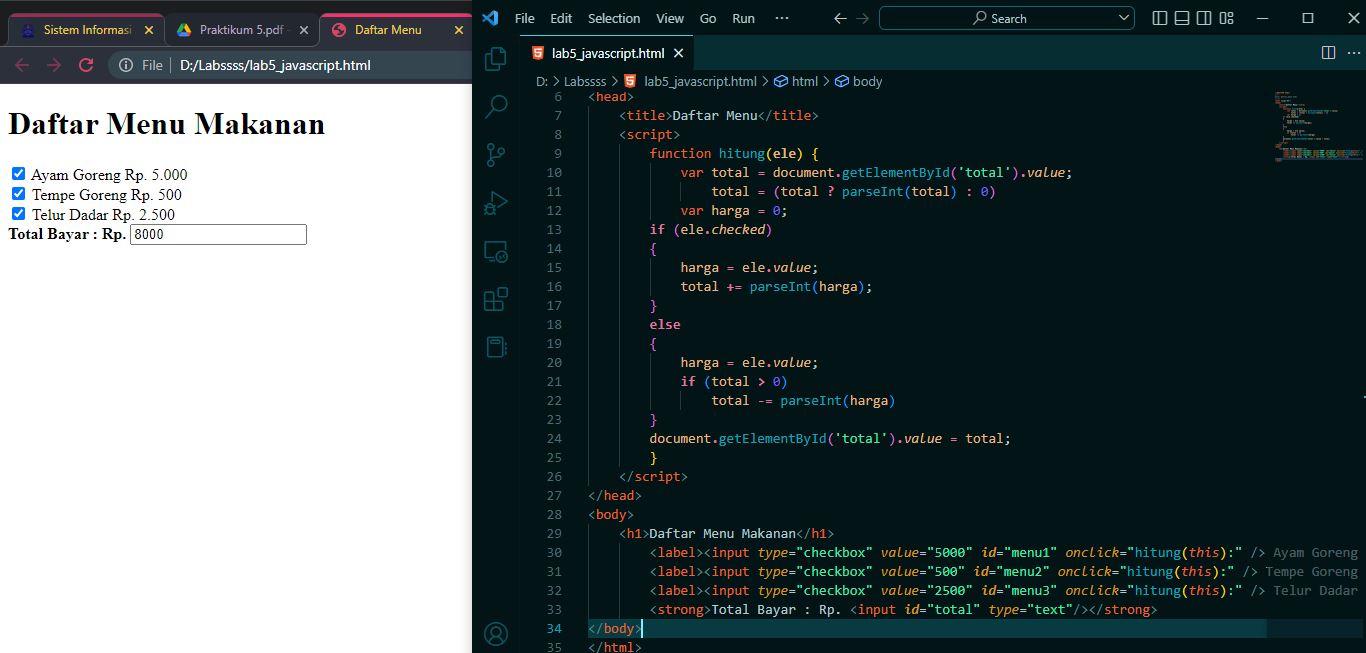 Sistem Informasi
Praktikum 5.pdf -
Daftar Menu
File
D:/Labssss/lab5_javascript.html
Daftar Menu Makanan
Ayam Goreng Rp. 5.000
Tempe Goreng Rp. 500
Telur Dadar Rp. 2.500
Total Bayar : Rp. 8000
File Edit Selection View Go Run ···
Search
lab5_javascript.html
D: > Labssss > lab5_javascript.html > html > body
6 <head>
7 <title>Daftar Menu</title>
8 <script>
9 function hitung(ele) {
10 var total = document.getElementById('total').value;
11 total = (total ? parseInt(total) : 0)
12 var harga = 0;
13 if (ele.checked)
14 {
15 harga = ele.value;
16 total += parseInt(harga);
17 }
18 else
19 {
20 harga = ele.value;
21 if (total > 0)
22 total -= parseInt(harga)
23 }
24 document.getElementById('total').value = total;
25 }
26 </script>
27 </head>
28 <body>
29 <h1>Daftar Menu Makanan</h1>
30 <label><input type="checkbox" value="5000" id="menu1" onclick="hitung(this):" /> Ayam Goreng
31 <label><input type="checkbox" value="500" id="menu2" onclick="hitung(this):" /> Tempe Goreng
32 <label><input type="checkbox" value="2500" id="menu3" onclick="hitung(this):" /> Telur Dadar
33 <strong>Total Bayar : Rp. <input id="total" type="text"/></strong>
34 </body>
35 </html>